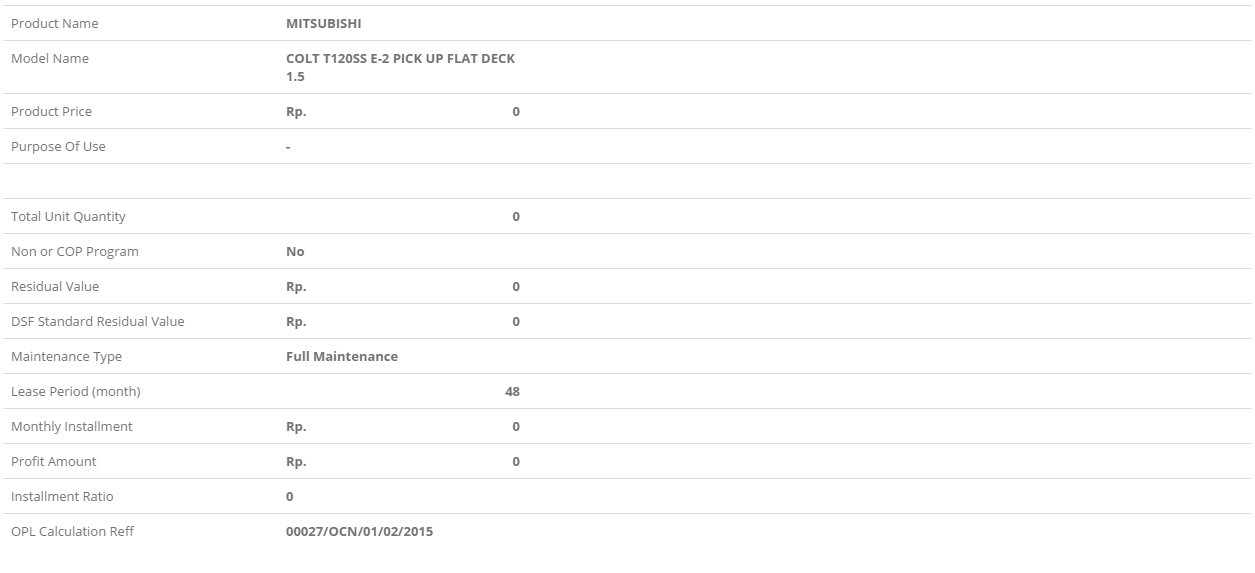 Product Name MITSUBISHI
Model Name COLT T120SS E-2 PICK UP FLAT DECK
1.5
Product Price Rp. 0
Purpose Of Use -
Total Unit Quantity 0
Non or COP Program No
Residual Value Rp. 0
DSF Standard Residual Value Rp. 0
Maintenance Type Full Maintenance
Lease Period (month) 48
Monthly Installment Rp. 0
Profit Amount Rp. 0
Installment Ratio 0
OPL Calculation Reff 00027/OCN/01/02/2015